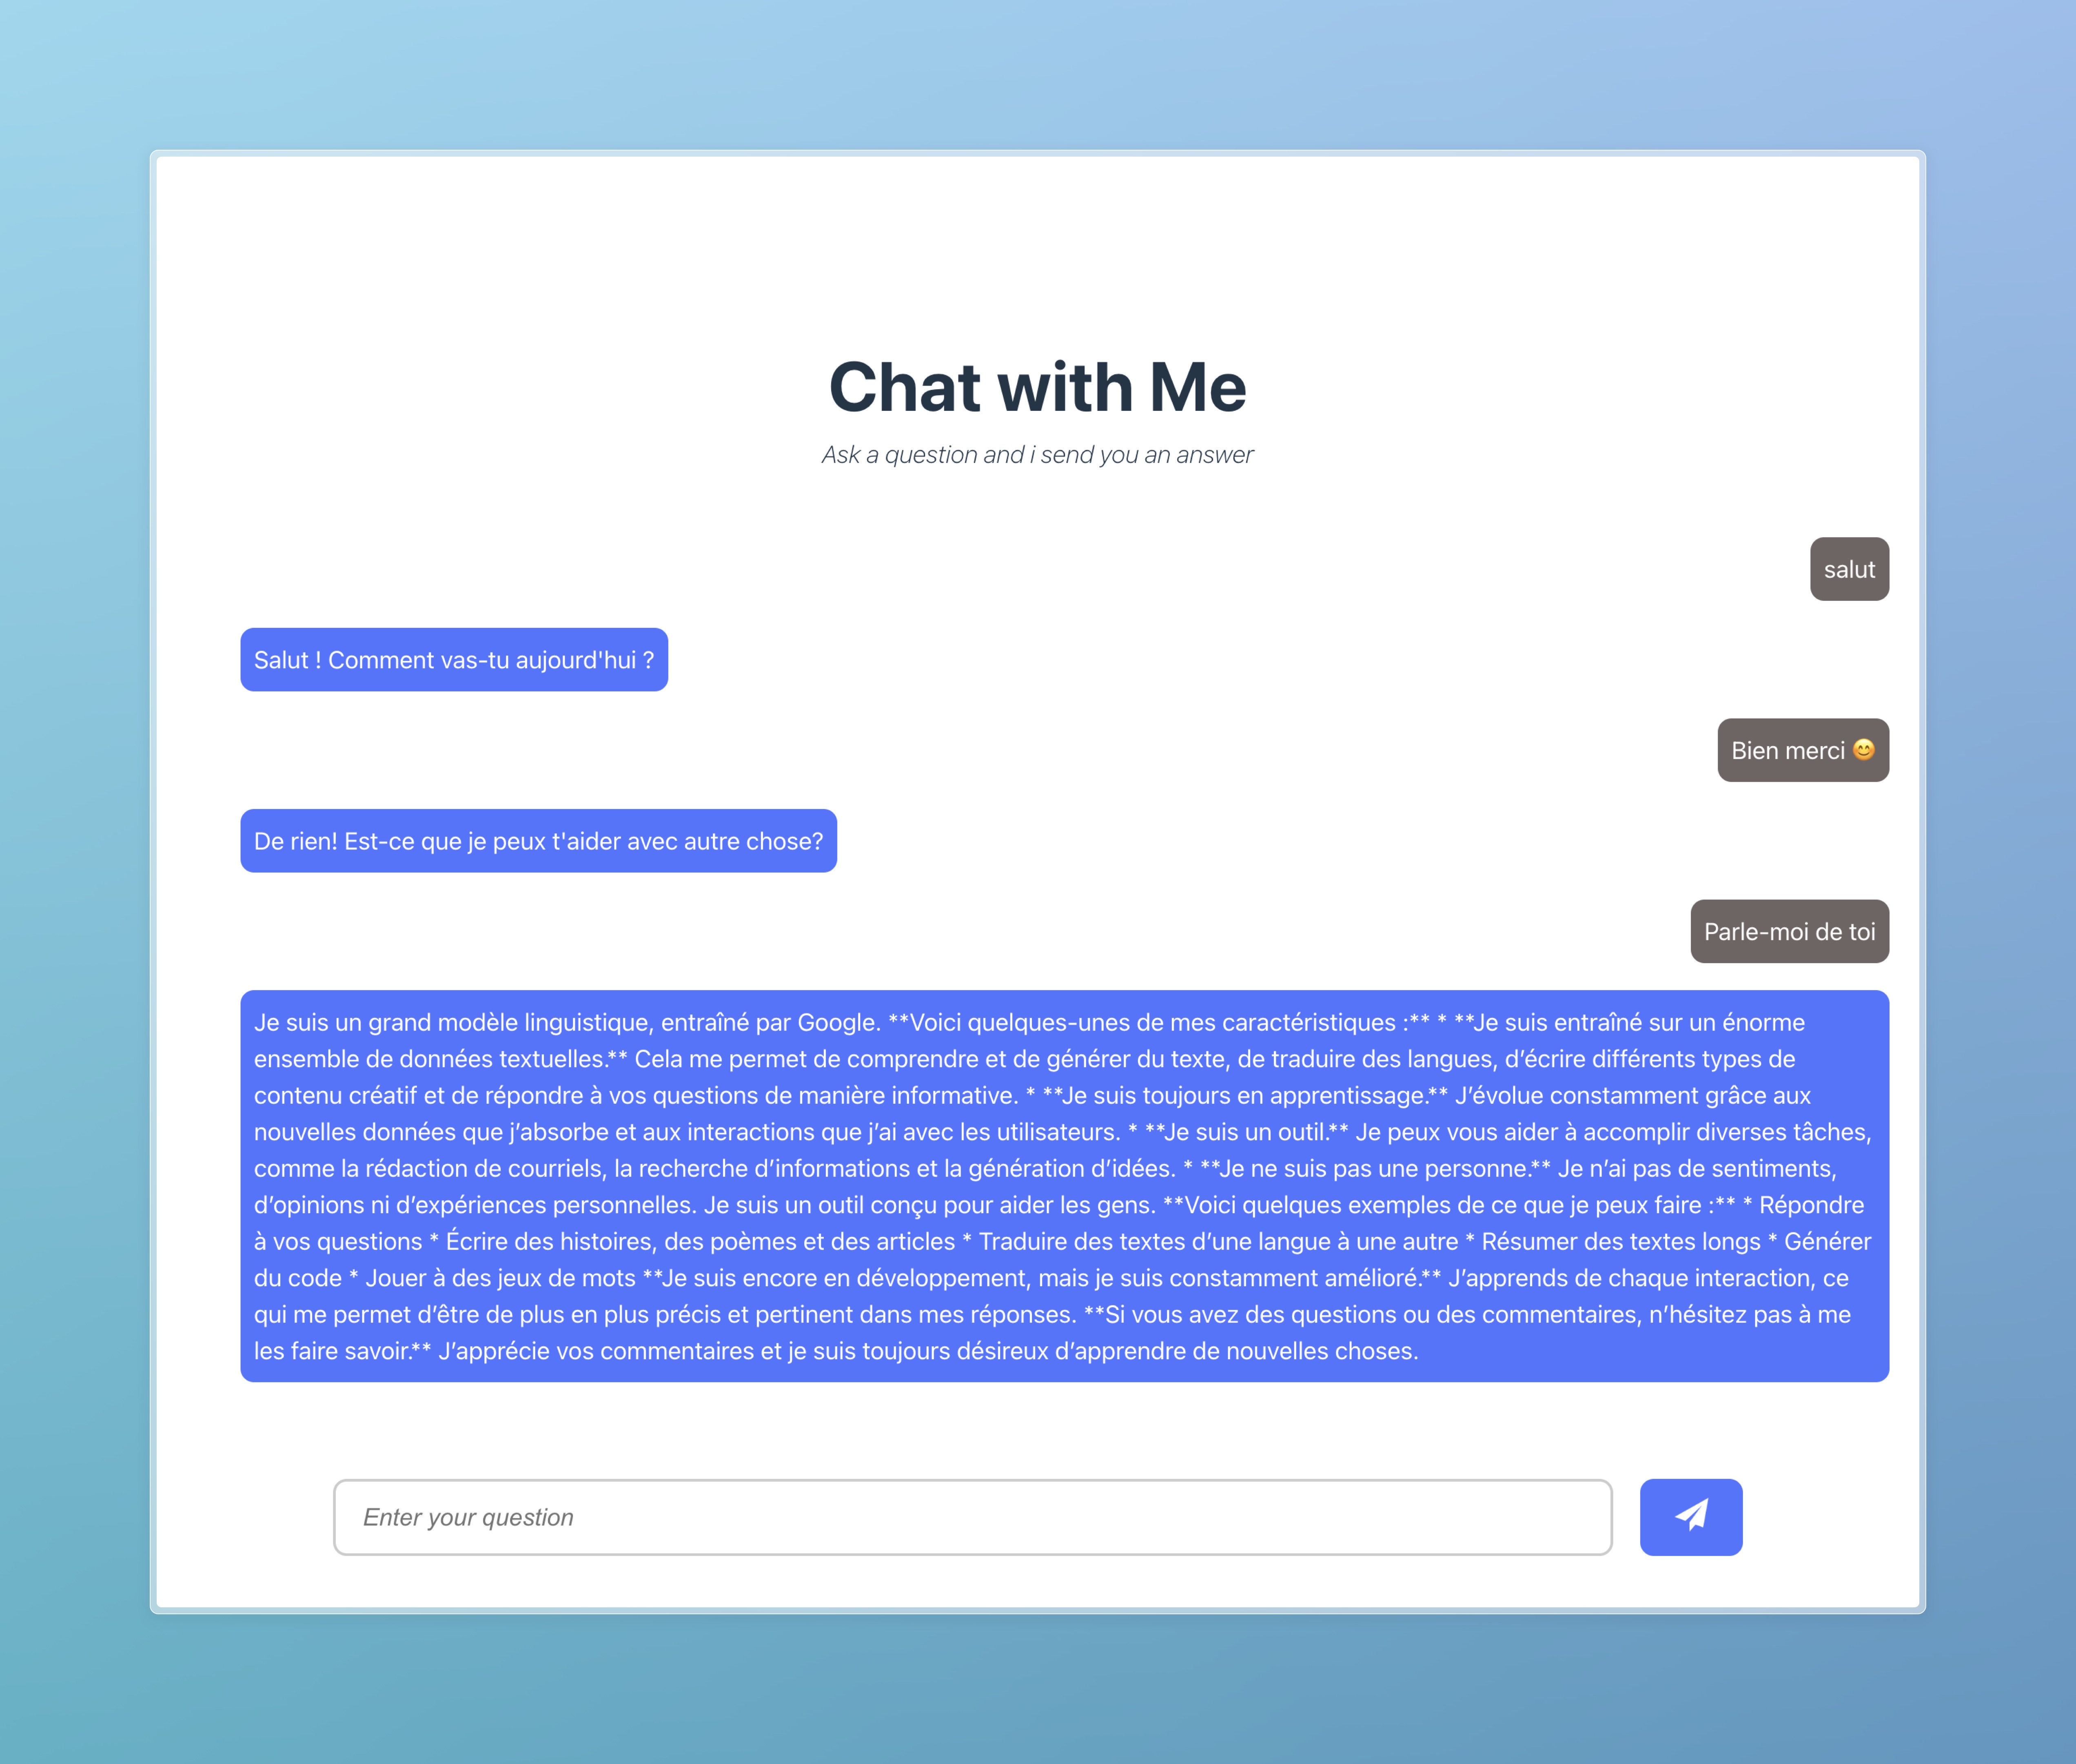 Chat with Me
Ask a question and i send you an answer
salut
Salut ! Comment vas-tu aujourd'hui ?
Bien merci 😊
De rien! Est-ce que je peux t'aider avec autre chose?
Parle-moi de toi
Je suis un grand modèle linguistique, entraîné par Google. **Voici quelques-unes de mes caractéristiques :** * **Je suis entraîné sur un énorme
ensemble de données textuelles.** Cela me permet de comprendre et de générer du texte, de traduire des langues, d’écrire différents types de
contenu créatif et de répondre à vos questions de manière informative. * **Je suis toujours en apprentissage.** J’évolue constamment grâce aux
nouvelles données que j’absorbe et aux interactions que j’ai avec les utilisateurs. * **Je suis un outil.** Je peux vous aider à accomplir diverses tâches,
comme la rédaction de courriels, la recherche d’informations et la génération d’idées. * **Je ne suis pas une personne.** Je n’ai pas de sentiments,
d’opinions ni d’expériences personnelles. Je suis un outil conçu pour aider les gens. **Voici quelques exemples de ce que je peux faire :** * Répondre
à vos questions * Écrire des histoires, des poèmes et des articles * Traduire des textes d’une langue à une autre * Résumer des textes longs * Générer
du code * Jouer à des jeux de mots **Je suis encore en développement, mais je suis constamment amélioré.** J’apprends de chaque interaction, ce
qui me permet d’être de plus en plus précis et pertinent dans mes réponses. **Si vous avez des questions ou des commentaires, n’hésitez pas à me
les faire savoir.** J’apprécie vos commentaires et je suis toujours désireux d’apprendre de nouvelles choses.
Enter your question